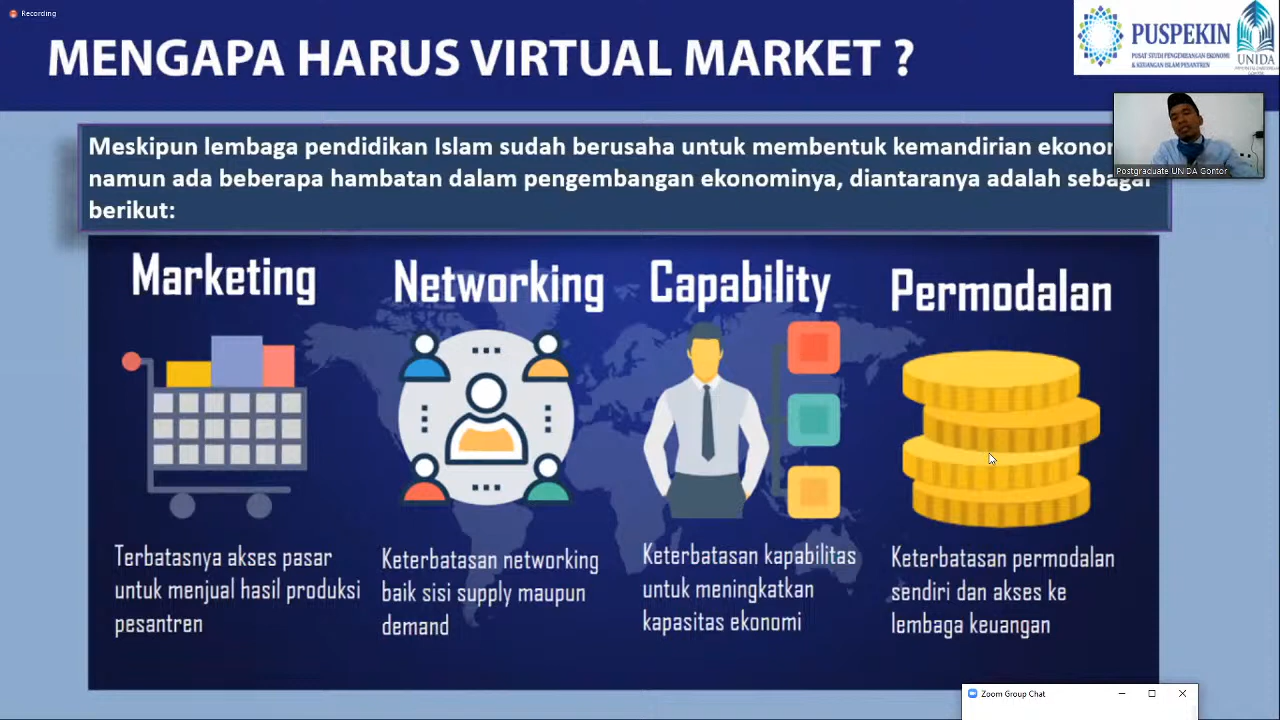 Recording
MENGAPA HARUS VIRTUAL MARKET ?
PUSPEKIN
PUSAT STUDI PENGEMBANGAN EKONOMI
& KEUANGAN ISLAM PESANTREN
UNIDA
Meskipun lembaga pendidikan Islam sudah berusaha untuk membentuk kemandirian
namun ada beberapa hambatan dalam pengembangan ekonominya, diantaranya adalah sebagai
berikut:
Postgraduate UNIDA Gontor
Marketing
Terbatasnya akses pasar
untuk menjual hasil produksi
pesantren
Networking
Keterbatasan networking
baik sisi supply maupun
demand
Capability
Keterbatasan kapabilitas
untuk meningkatkan
kapasitas ekonomi
Permodalan
Keterbatasan permodalan
sendiri dan akses ke
lembaga keuangan
Zoom Group Chat